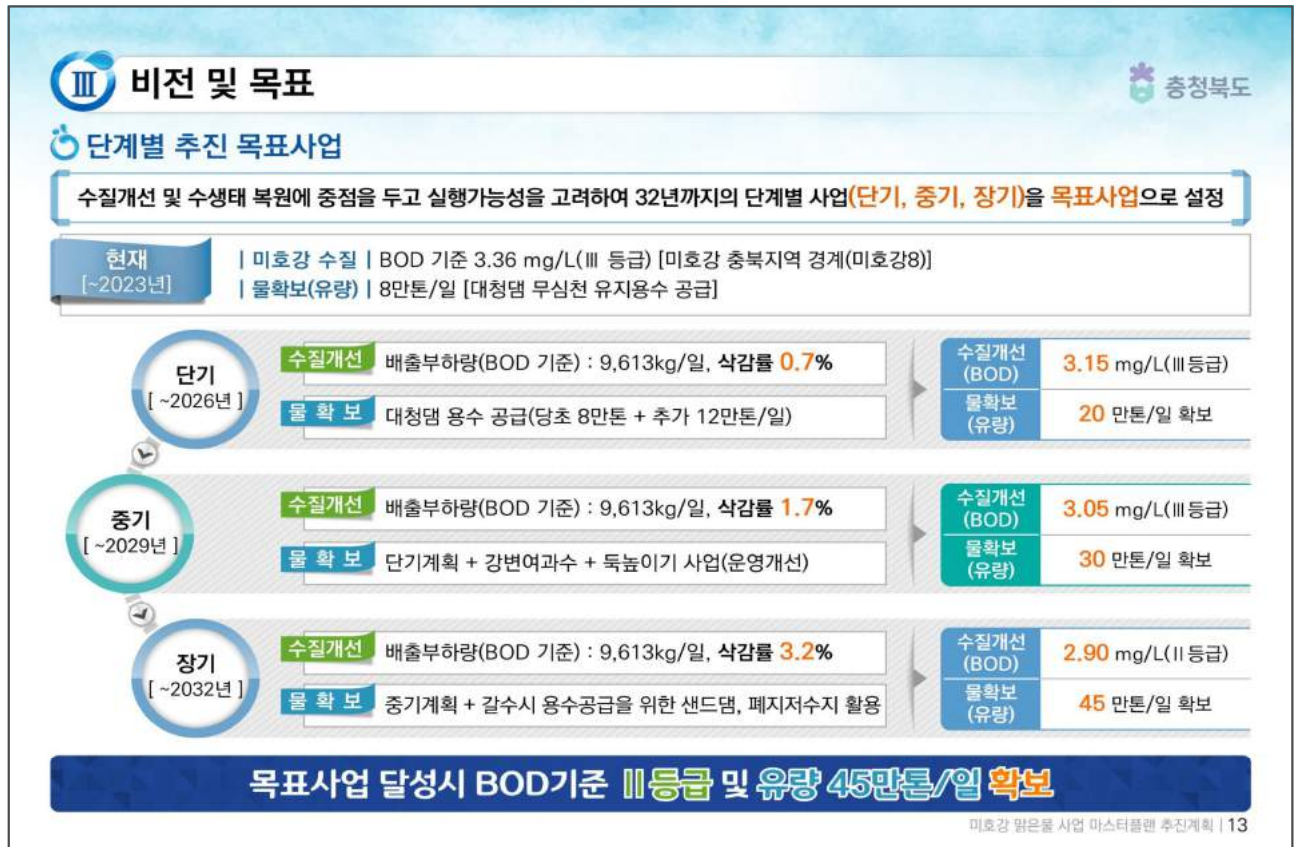 Ⅲ 비전 및 목표
충청북도
단계별 추진 목표사업
수질개선 및 수생태 복원에 중점을 두고 실행가능성을 고려하여 32년까지의 단계별 사업(단기, 중기, 장기)을 목표사업으로 설정
현재
[~2023년]
| 미호강 수질 | BOD 기준 3.36 mg/L(Ⅲ 등급) [미호강 충북지역 경계(미호강8)]
| 물확보(유량) | 8만톤/일 [대청댐 무심천 유지용수 공급]
단기
[ ~2026년 ]
수질개선 배출부하량(BOD 기준) : 9,613kg/일, 삭감률 0.7%
물 확 보 대청댐 용수 공급(당초 8만톤 + 추가 12만톤/일)
수질개선
(BOD)
3.15 mg/L(Ⅲ등급)
물확보
(유량)
20 만톤/일 확보
중기
[ ~2029년 ]
수질개선 배출부하량(BOD 기준) : 9,613kg/일, 삭감률 1.7%
물 확 보 단기계획 + 강변여과수 + 둑높이기 사업(운영개선)
수질개선
(BOD)
3.05 mg/L(Ⅲ등급)
물확보
(유량)
30 만톤/일 확보
장기
[ ~2032년 ]
수질개선 배출부하량(BOD 기준) : 9,613kg/일, 삭감률 3.2%
물 확 보 중기계획 + 갈수시 용수공급을 위한 샌드댐, 폐지저수지 활용
수질개선
(BOD)
2.90 mg/L(Ⅱ등급)
물확보
(유량)
45 만톤/일 확보
목표사업 달성시 BOD기준 Ⅱ등급 및 유량 45만톤/일 확보
미호강 맑은물 사업 마스터플랜 추진계획 | 13